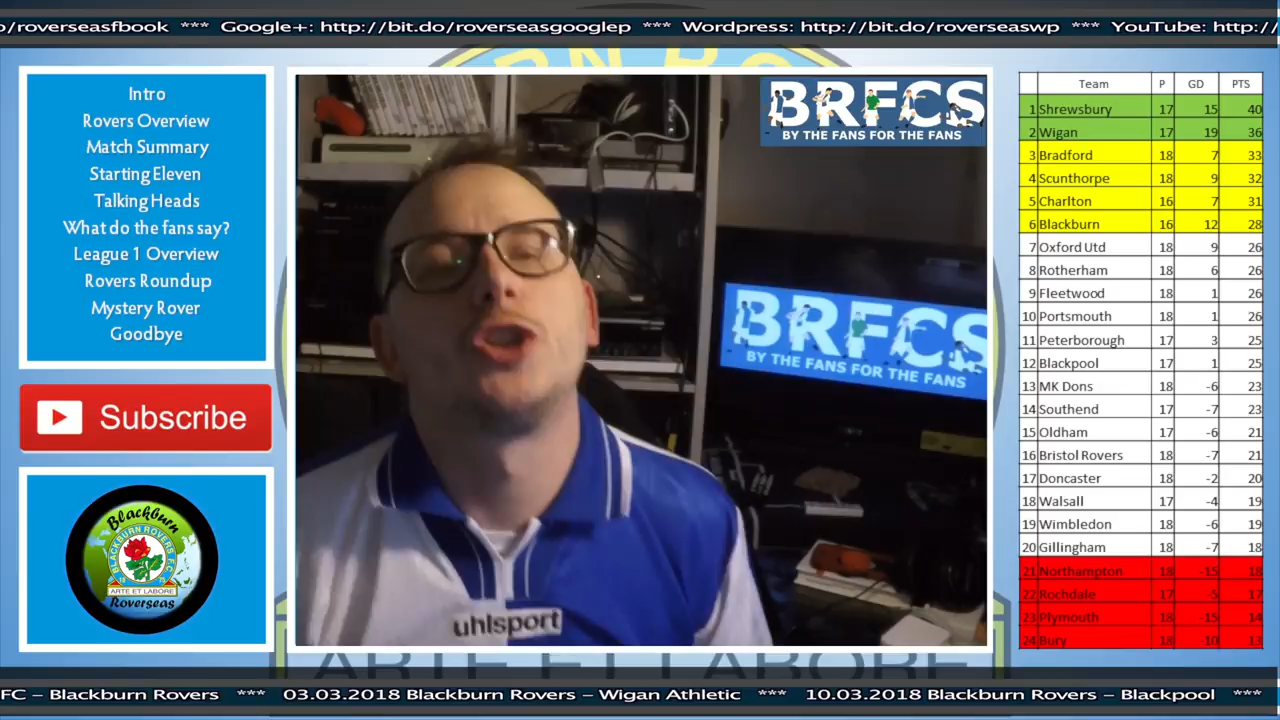 o/roverseasfbook *** Google+: http://bit.do/roverseasgooglep *** Wordpress: http://bit.do/roverseaswp *** YouTube: http://
Intro
Rovers Overview
Match Summary
Starting Eleven
Talking Heads
What do the fans say?
League 1 Overview
Rovers Roundup
Mystery Rover
Goodbye
Subscribe
Blackburn
BLACKBURN ROVERS F.C.
1875
ARTE ET LABORE
Roverseas
BRFCS
BY THE FANS FOR THE FANS
BRFCS
BY THE FANS FOR THE FANS
uhlsport
ARTE ET LABORE
Team P GD PTS
1 Shrewsbury 17 15 40
2 Wigan 17 19 36
3 Bradford 18 7 33
4 Scunthorpe 18 9 32
5 Charlton 16 7 31
6 Blackburn 16 12 28
7 Oxford Utd 18 9 26
8 Rotherham 18 6 26
9 Fleetwood 18 1 26
10 Portsmouth 18 1 26
11 Peterborough 17 3 25
12 Blackpool 17 1 25
13 MK Dons 18 -6 23
14 Southend 17 -7 23
15 Oldham 17 -6 21
16 Bristol Rovers 18 -7 21
17 Doncaster 18 -2 20
18 Walsall 17 -4 19
19 Wimbledon 18 -6 19
20 Gillingham 18 -7 18
21 Northampton 18 -15 18
22 Rochdale 17 -5 17
23 Plymouth 18 -15 14
24 Bury 18 -10 13
FC – Blackburn Rovers *** 03.03.2018 Blackburn Rovers – Wigan Athletic *** 10.03.2018 Blackburn Rovers – Blackpool ***